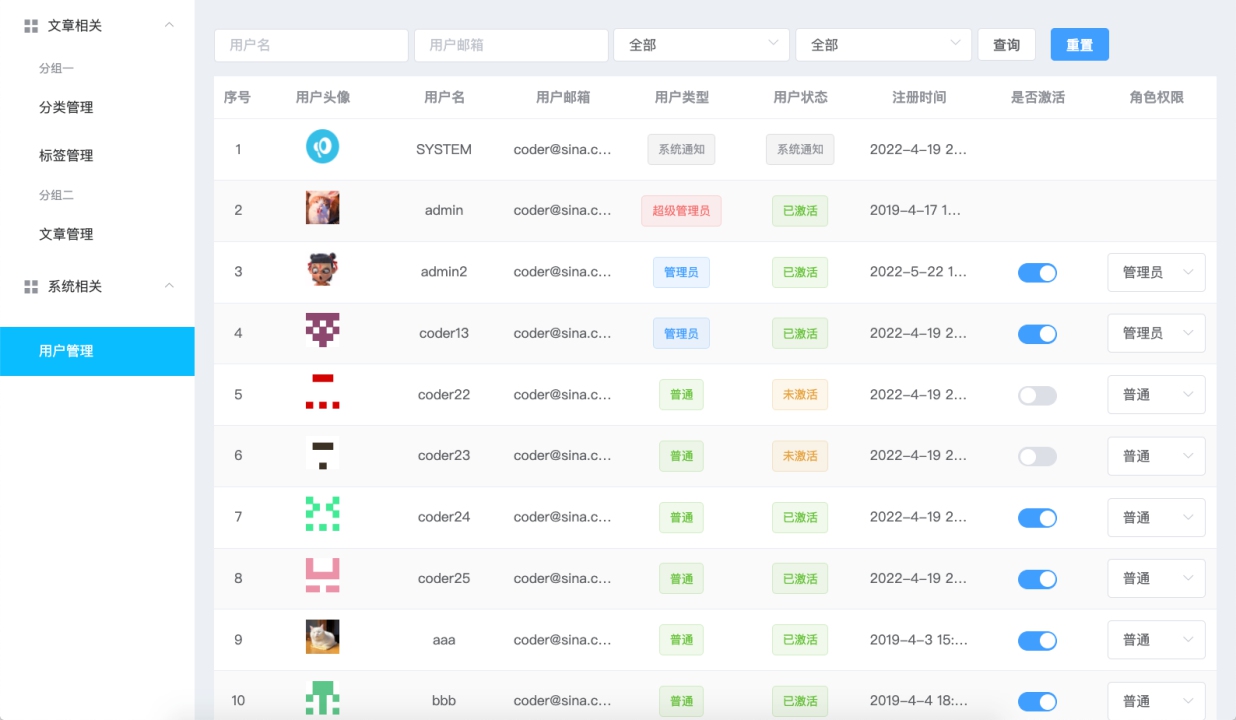 文章相关
分组一
分类管理
标签管理
分组二
文章管理
系统相关
用户管理
用户名 用户邮箱 全部 全部 查询 重置
序号 用户头像 用户名 用户邮箱 用户类型 用户状态 注册时间 是否激活 角色权限
1 SYSTEM coder@sina.c... 系统通知 系统通知 2022-4-19 2...
2 admin coder@sina.c... 超级管理员 已激活 2019-4-17 1...
3 admin2 coder@sina.c... 管理员 已激活 2022-5-22 1... 管理员
4 coder13 coder@sina.c... 管理员 已激活 2022-4-19 2... 管理员
5 coder22 coder@sina.c... 普通 未激活 2022-4-19 2... 普通
6 coder23 coder@sina.c... 普通 未激活 2022-4-19 2... 普通
7 coder24 coder@sina.c... 普通 已激活 2022-4-19 2... 普通
8 coder25 coder@sina.c... 普通 已激活 2022-4-19 2... 普通
9 aaa coder@sina.c... 普通 已激活 2019-4-3 15:... 普通
10 bbb coder@sina.c... 普通 已激活 2019-4-4 18:... 普通